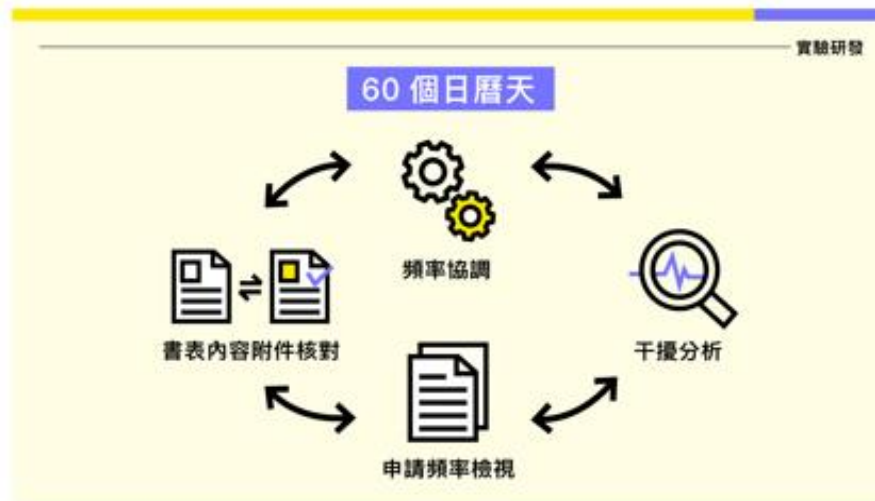 實驗研發
60 個日曆天
頻率協調
書表內容附件核對
干擾分析
申請頻率檢視